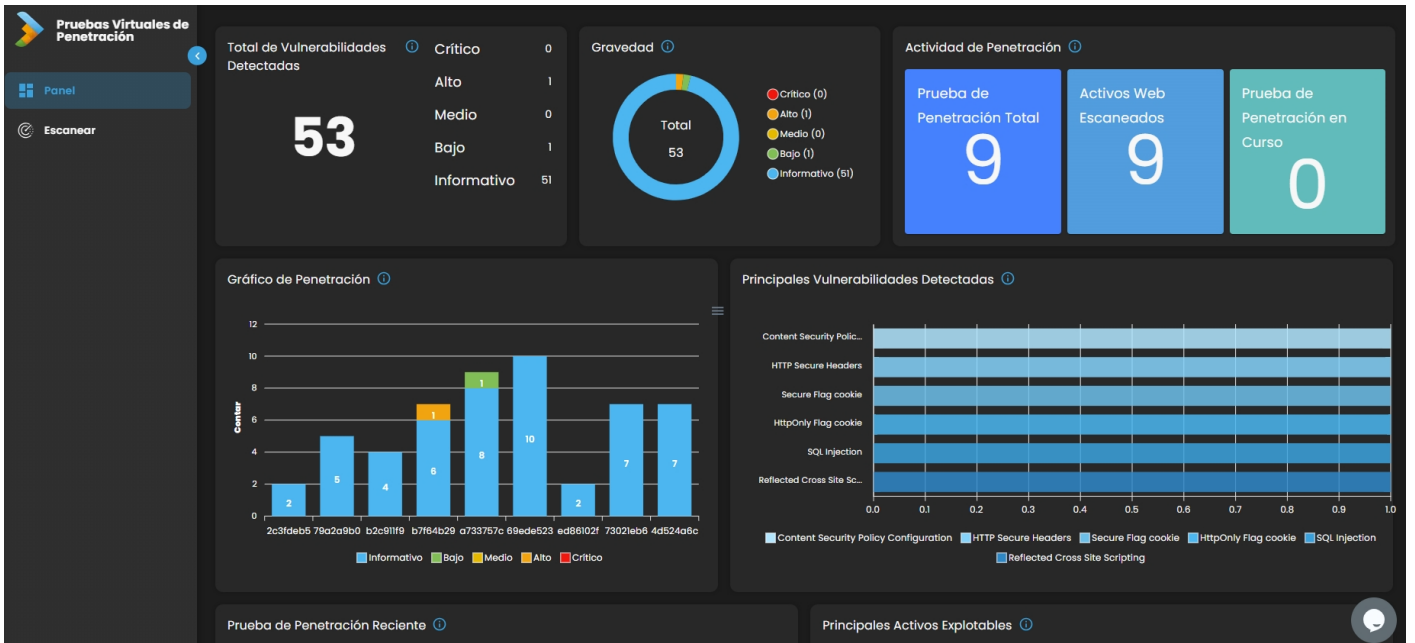 Pruebas Virtuales de
Penetración
Panel
Escanear
Total de Vulnerabilidades
Detectadas
53
Crítico 0
Alto 1
Medio 0
Bajo 1
Informativo 51
Gravedad
Total
53
Crítico (0)
Alto (1)
Medio (0)
Bajo (1)
Informativo (51)
Actividad de Penetración
Prueba de
Penetración Total
9
Activos Web
Escaneados
9
Prueba de
Penetración en
Curso
0
Gráfico de Penetración
Contar
12
10
8
6
4
2
0
2
5
4
1
6
1
8
10
2
7
7
2c3fdeb5 79a2a9b0 b2c911f9 b7f64b29 a733757c 69ede523 ed86102f 73021eb6 4d524a6c
Informativo Bajo Medio Alto Crítico
Principales Vulnerabilidades Detectadas
Content Security Polic...
HTTP Secure Headers
Secure Flag cookie
HttpOnly Flag cookie
SQL Injection
Reflected Cross Site Sc...
0.0 0.1 0.2 0.3 0.4 0.5 0.6 0.7 0.8 0.9 1.0
Content Security Policy Configuration HTTP Secure Headers Secure Flag cookie HttpOnly Flag cookie SQL Injection
Reflected Cross Site Scripting
Prueba de Penetración Reciente
Principales Activos Explotables